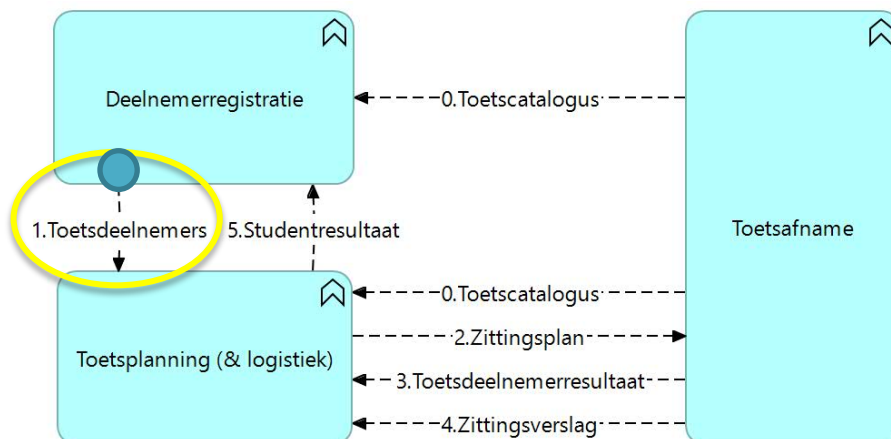 Deelnemerregistratie
0.Toetscatalogus
1.Toetsdeelnemers
5.Studentresultaat
Toetsafname
0.Toetscatalogus
Toetsplanning (& logistiek)
2.Zittingsplan
3.Toetsdeelnemerresultaat
4.Zittingsverslag